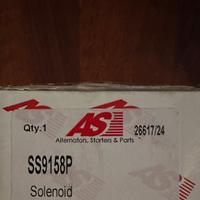 Qty.1 AS 26617/24
Alternators, Starters & Parts
SS9158P
Solenoid